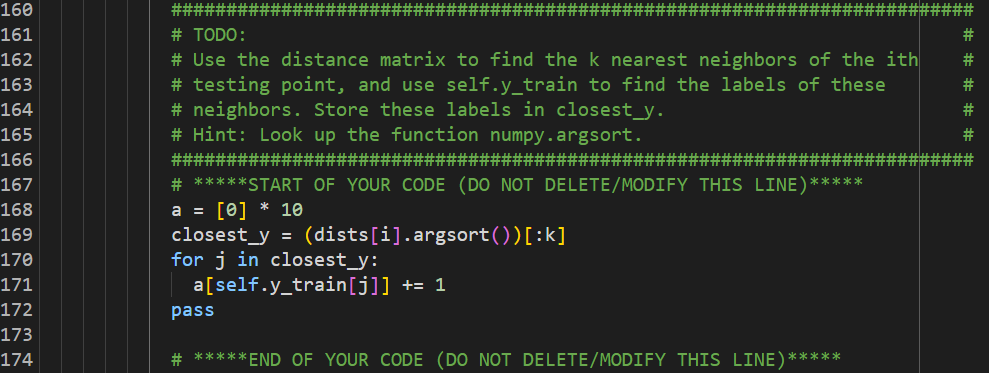 160 #########################################################################
161 # TODO: #
162 # Use the distance matrix to find the k nearest neighbors of the ith #
163 # testing point, and use self.y_train to find the labels of these #
164 # neighbors. Store these labels in closest_y. #
165 # Hint: Look up the function numpy.argsort. #
166 #########################################################################
167 # *****START OF YOUR CODE (DO NOT DELETE/MODIFY THIS LINE)*****
168 a = [0] * 10
169 closest_y = (dists[i].argsort())[:k]
170 for j in closest_y:
171 a[self.y_train[j]] += 1
172 pass
173
174 # *****END OF YOUR CODE (DO NOT DELETE/MODIFY THIS LINE)*****